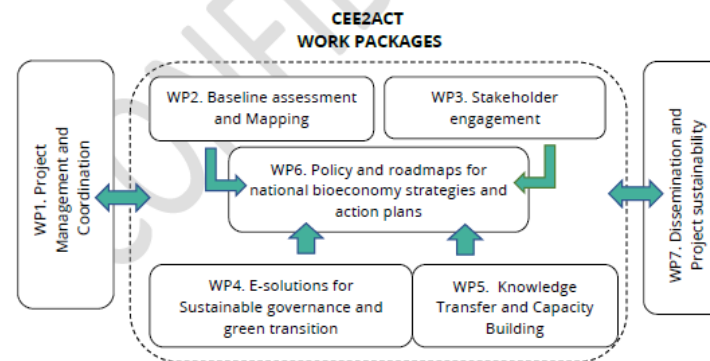 CEE2ACT
WORK PACKAGES
WP1. Project
Management and
Coordination
WP2. Baseline assessment
and Mapping
WP3. Stakeholder
engagement
WP6. Policy and roadmaps for
national bioeconomy strategies and
action plans
WP4. E-solutions for
Sustainable governance and
green transition
WP5. Knowledge
Transfer and Capacity
Building
WP7. Dissemination and
Project sustainability